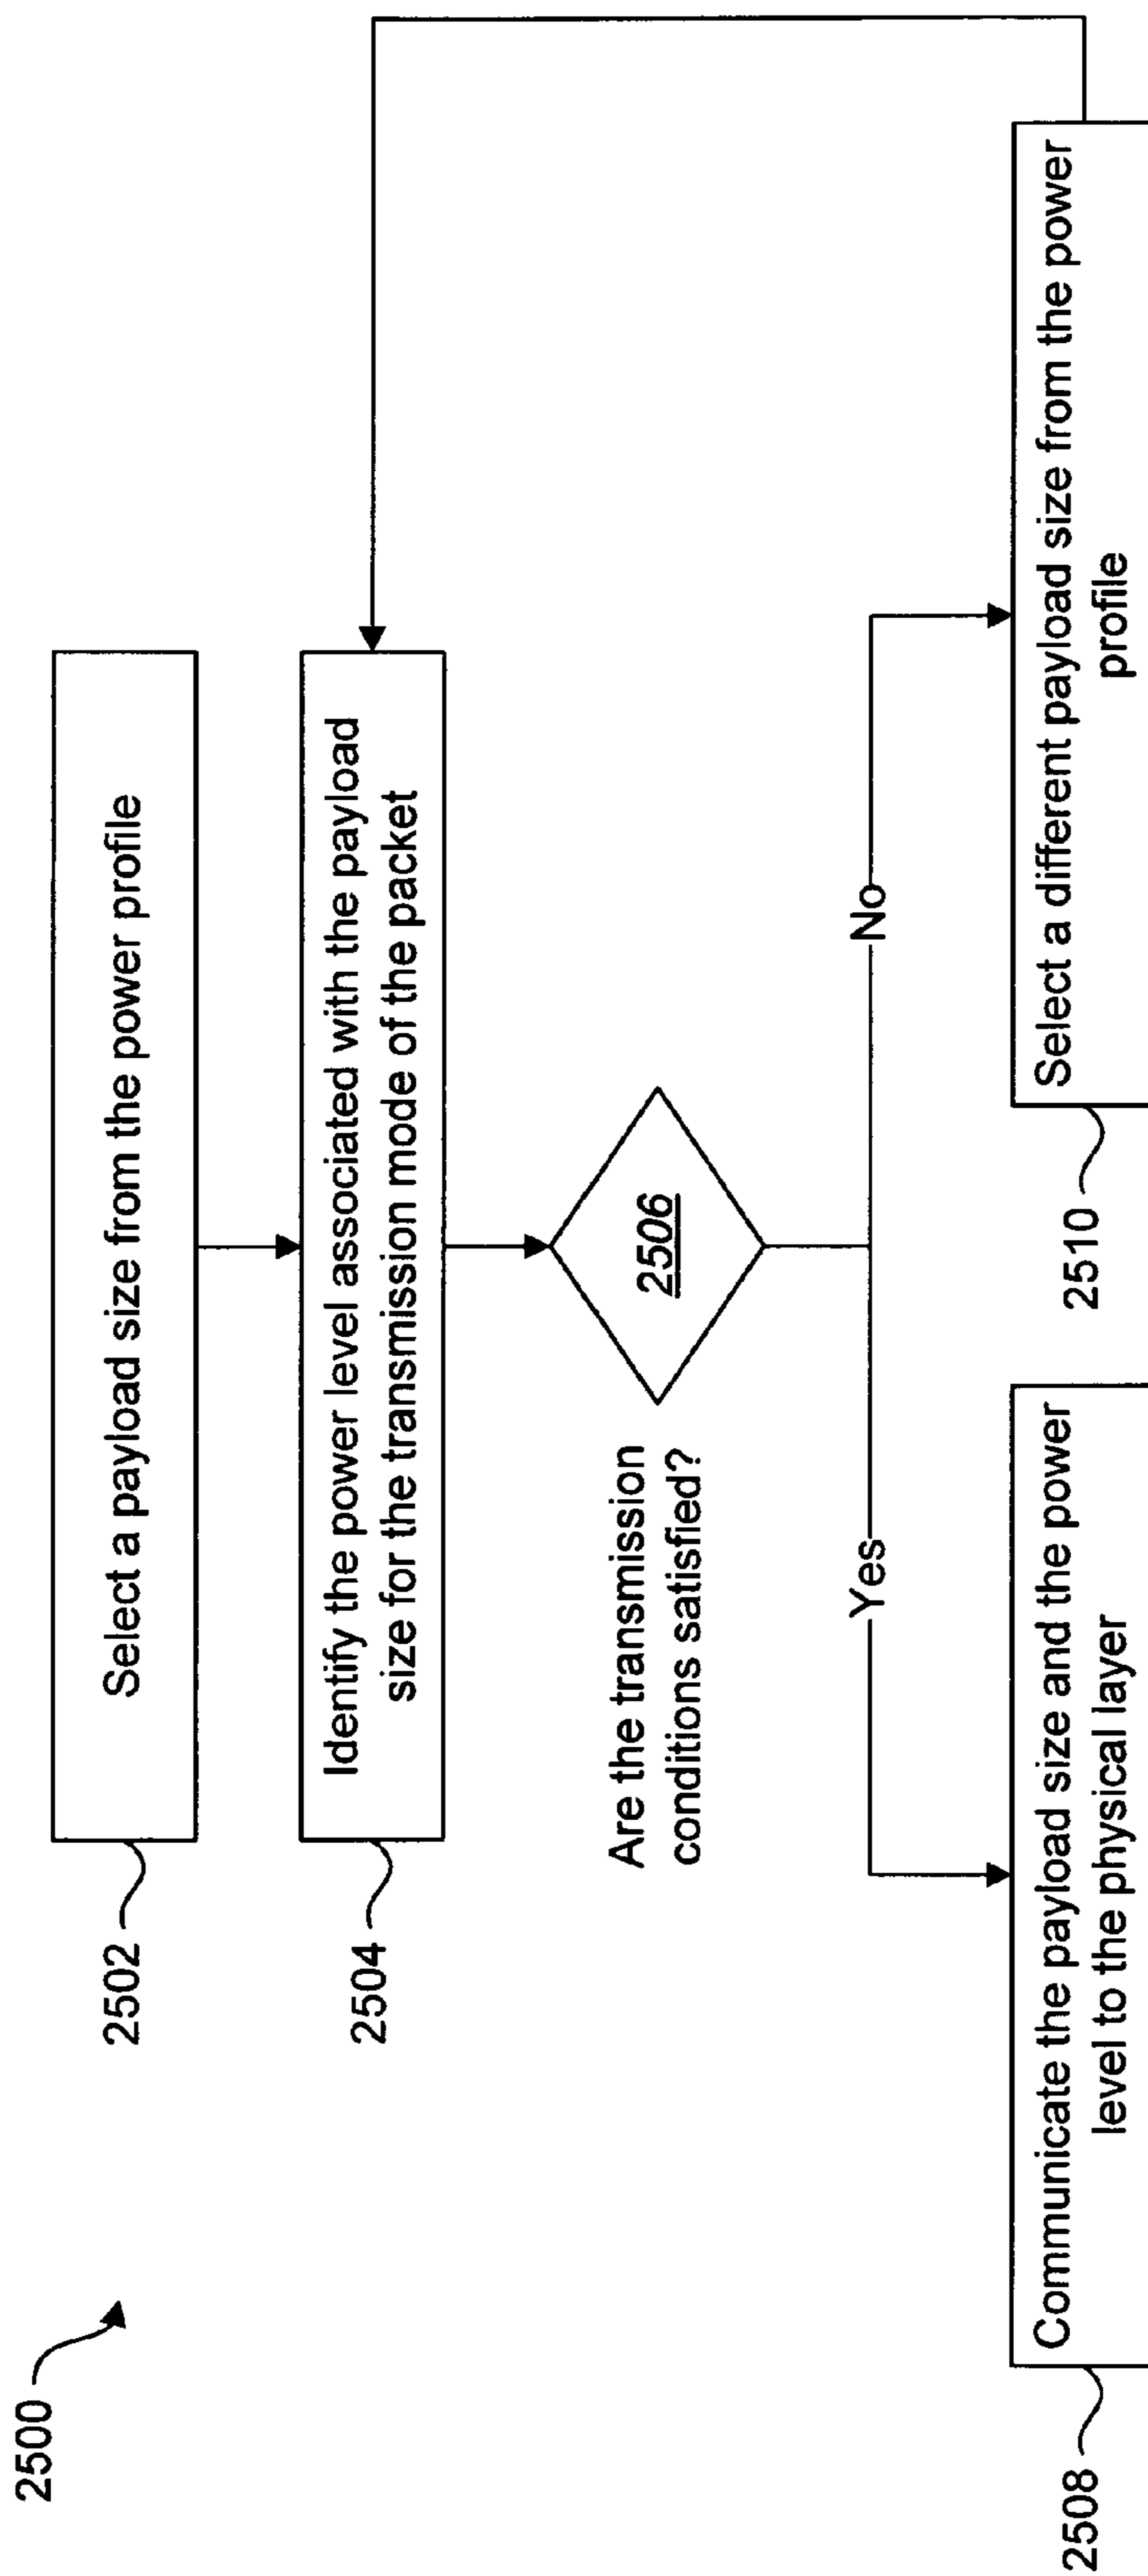 2500
2502
Select a payload size from the power profile
2504
Identify the power level associated with the payload
size for the transmission mode of the packet
Are the transmission
conditions satisfied?
2506
Yes
No
2508
Communicate the payload size and the power
level to the physical layer
2510
Select a different payload size from the power
profile